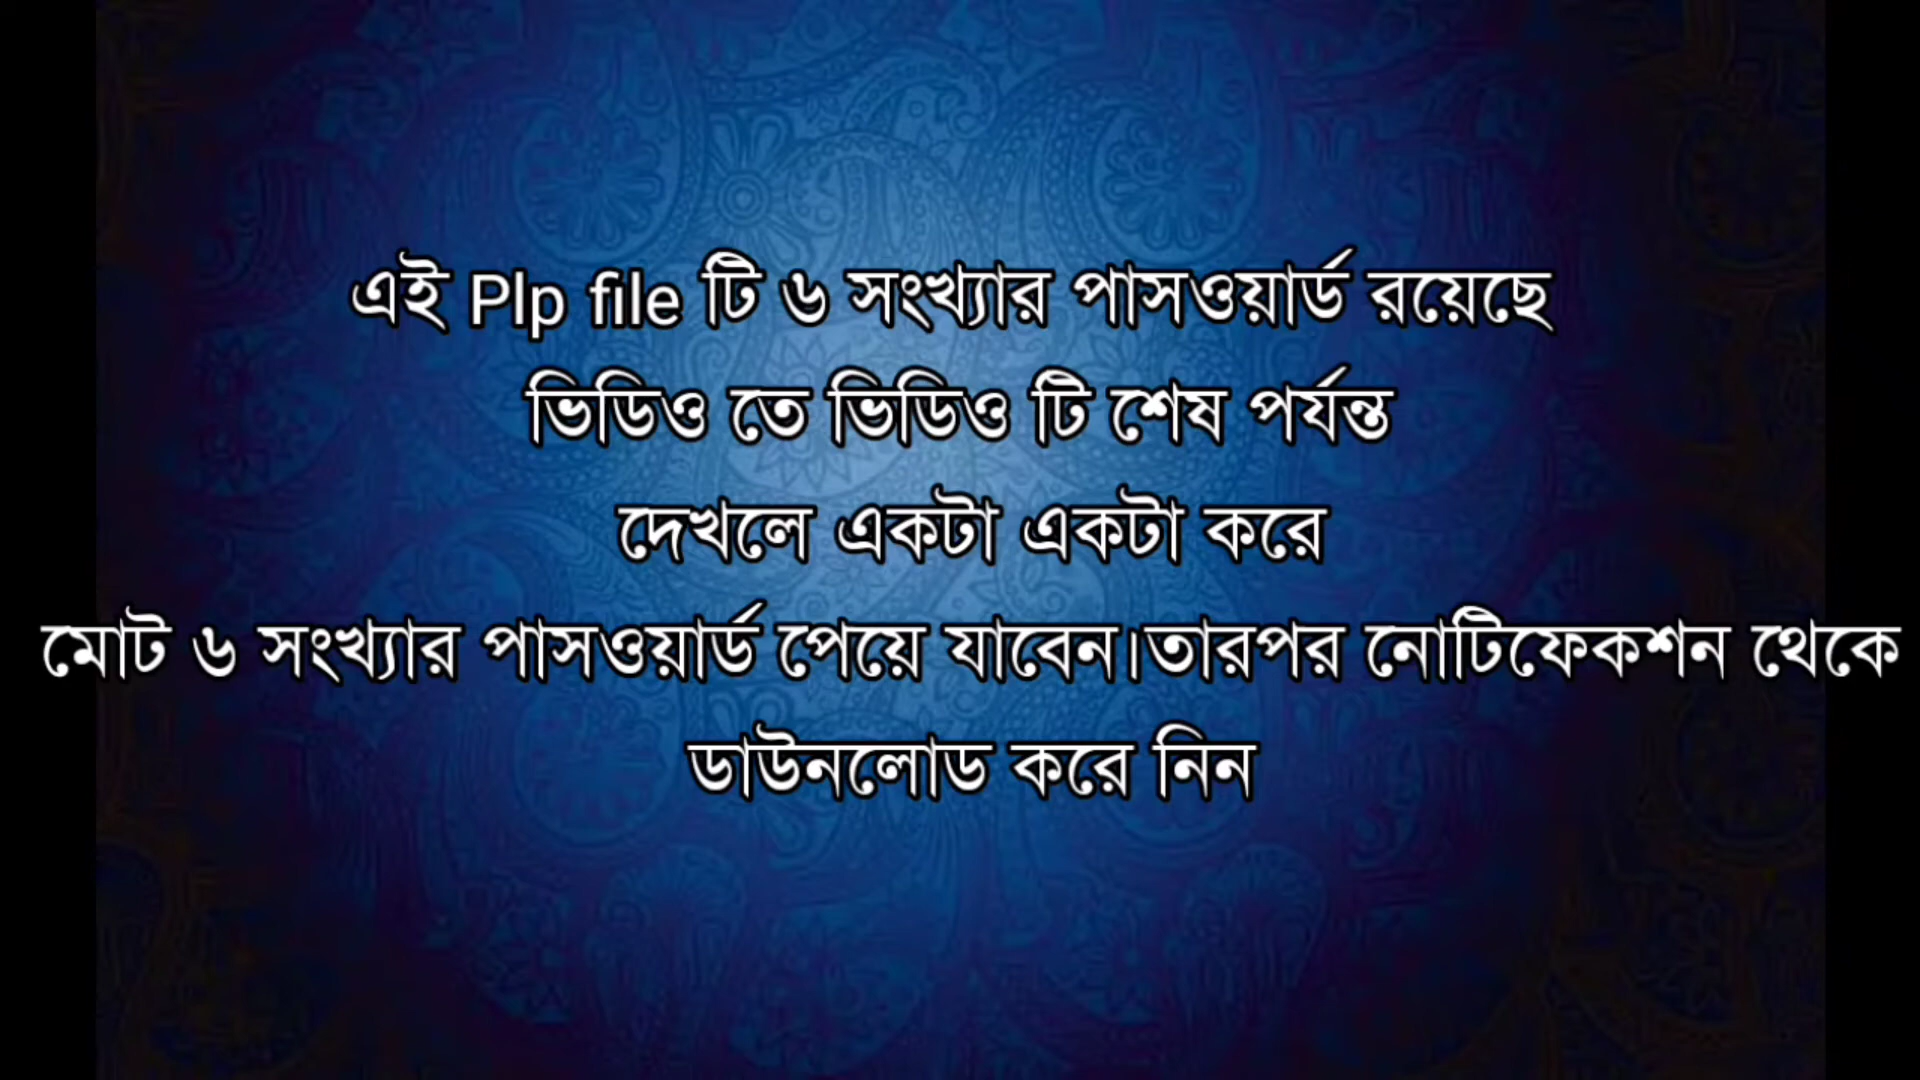 এই Plp file টি ৬ সংখ্যার পাসওয়ার্ড রয়েছে
ভিডিও তে ভিডিও টি শেষ পর্যন্ত
দেখলে একটা একটা করে
মোট ৬ সংখ্যার পাসওয়ার্ড পেয়ে যাবেন।তারপর নোটিফেকশন থেকে
ডাউনলোড করে নিন